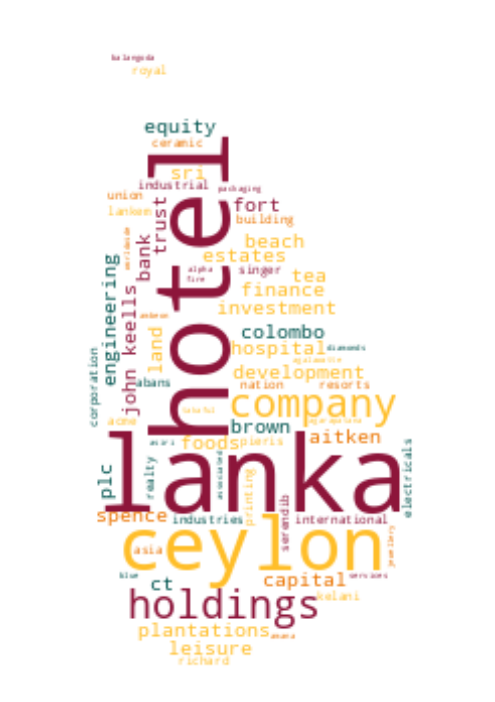 balangoda
royal
equity
ceramic
hotel
sri
industrial
packaging
union
trust
fort
lankem
building
bank
beach
estates
engineering
alpha
singer
fire
tea
finance
john keells
investment
land
colombo
hospital
diamonds
corporation
development
abans
nation
resorts
company
acme
brown
aitken
lanka
asiri
foods
pieris
plc
realty
associated
printing
electricals
spence
industries
serendib
international
ceylon
asia
blue
ct
capital
services
holdings
kelani
plantations
leisure
richard